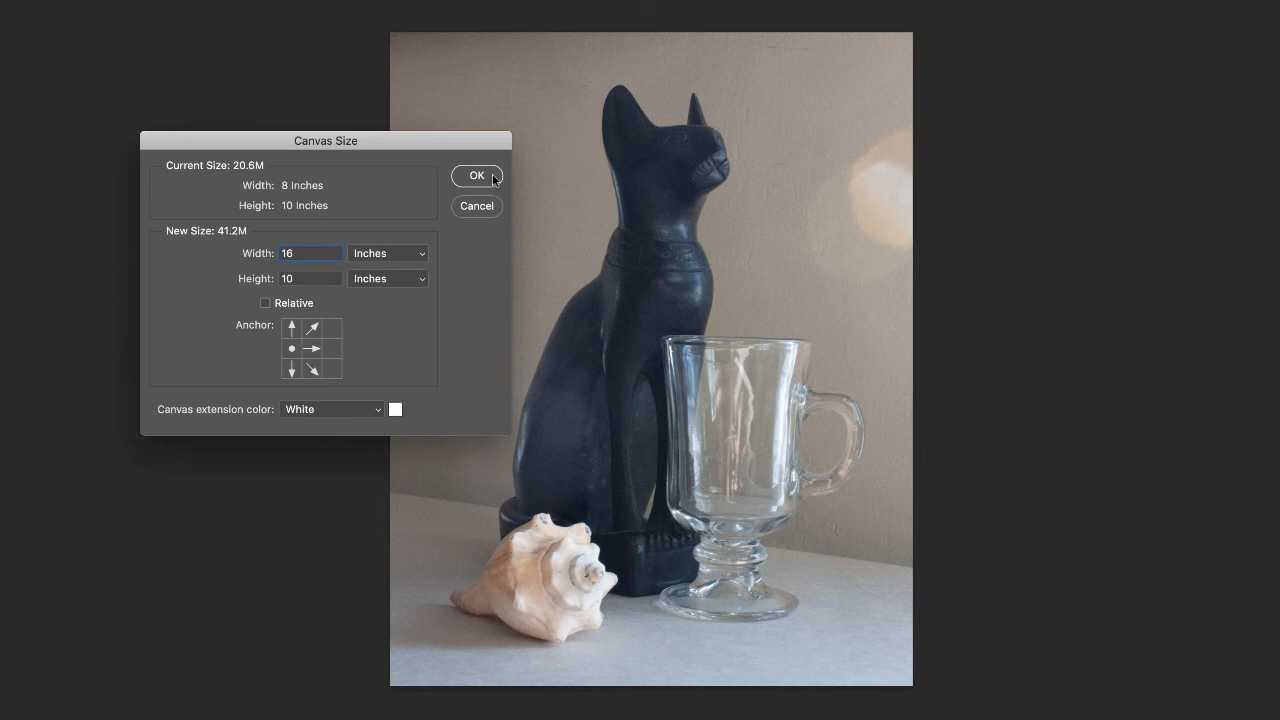 Canvas Size
Current Size: 20.6M
Width: 8 Inches
Height: 10 Inches
OK
Cancel
New Size: 41.2M
Width: 16 Inches
Height: 10 Inches
Relative
Anchor:
Canvas extension color: White